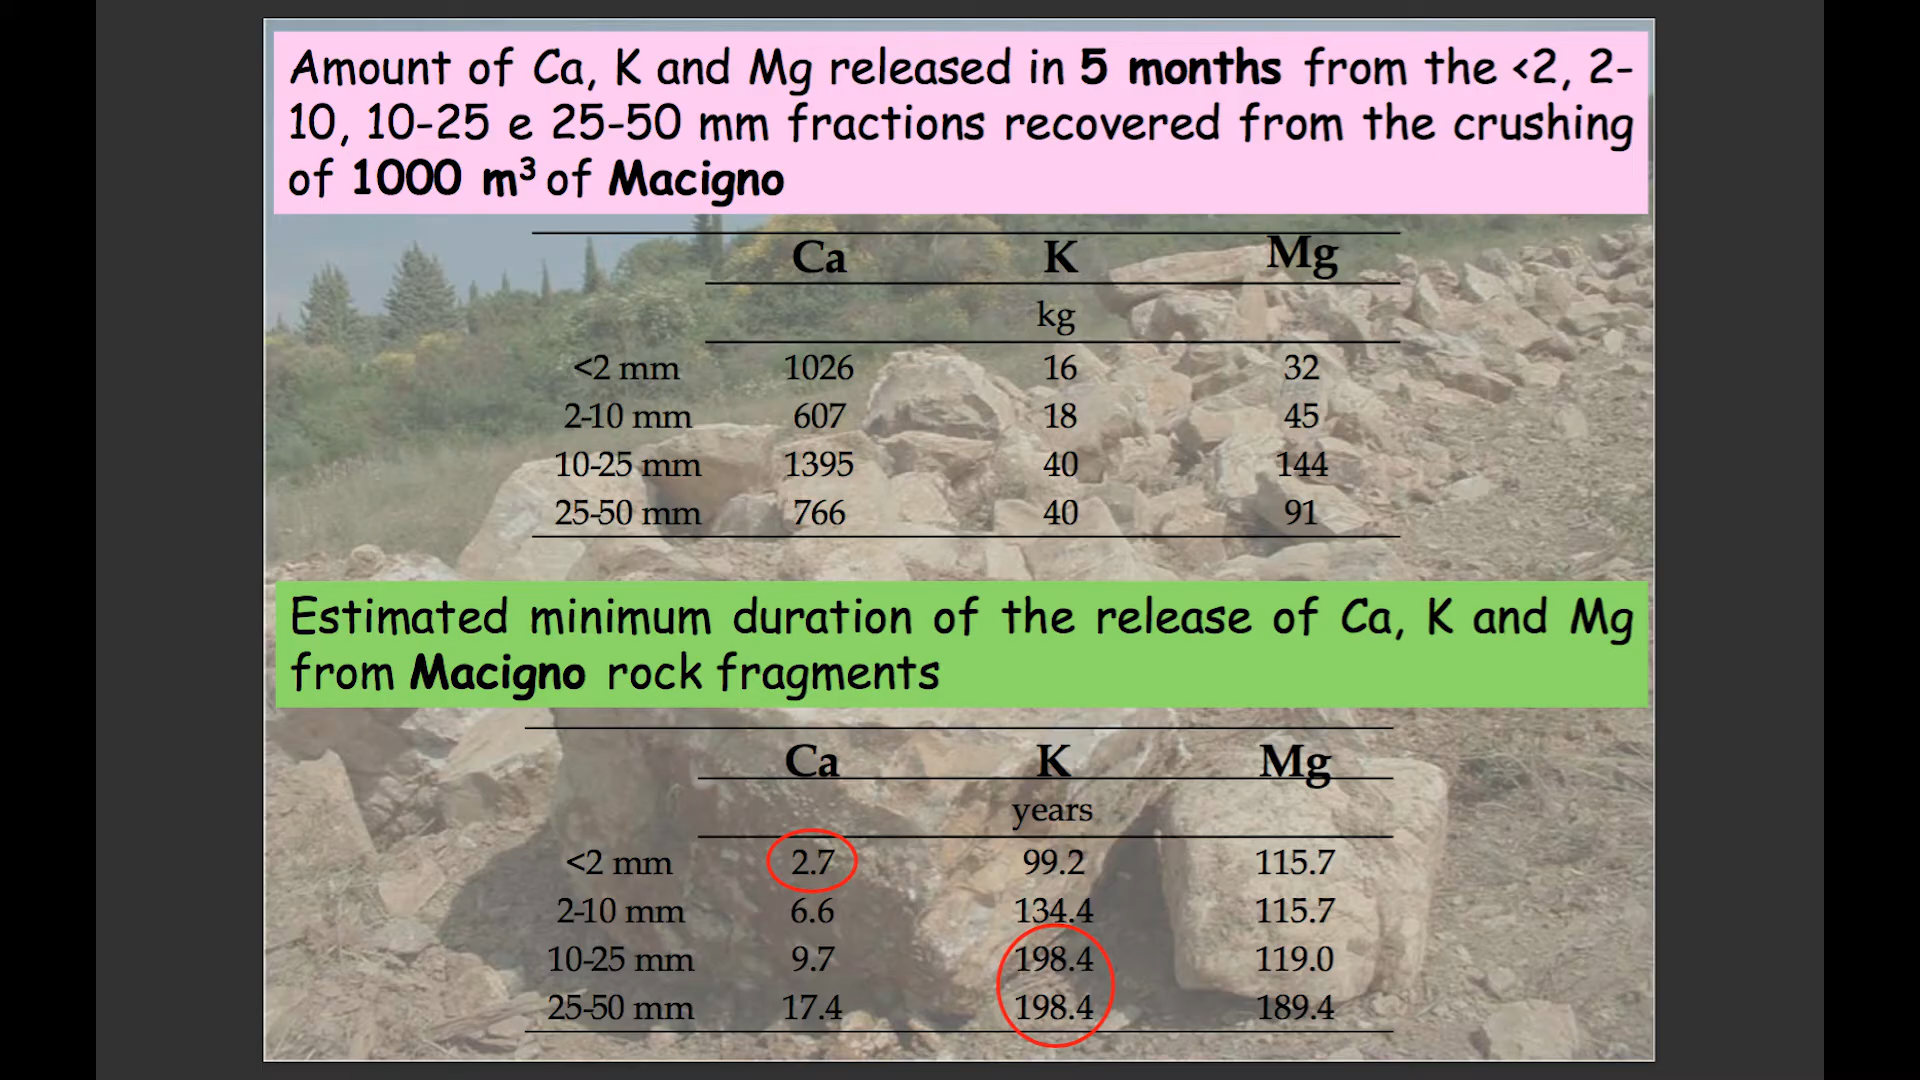 Amount of Ca, K and Mg released in 5 months from the <2, 2-
10, 10-25 e 25-50 mm fractions recovered from the crushing
of 1000 m³ of Macigno
Ca K Mg
kg
<2 mm 1026 16 32
2-10 mm 607 18 45
10-25 mm 1395 40 144
25-50 mm 766 40 91
Estimated minimum duration of the release of Ca, K and Mg
from Macigno rock fragments
Ca K Mg
years
<2 mm 2.7 99.2 115.7
2-10 mm 6.6 134.4 115.7
10-25 mm 9.7 198.4 119.0
25-50 mm 17.4 198.4 189.4